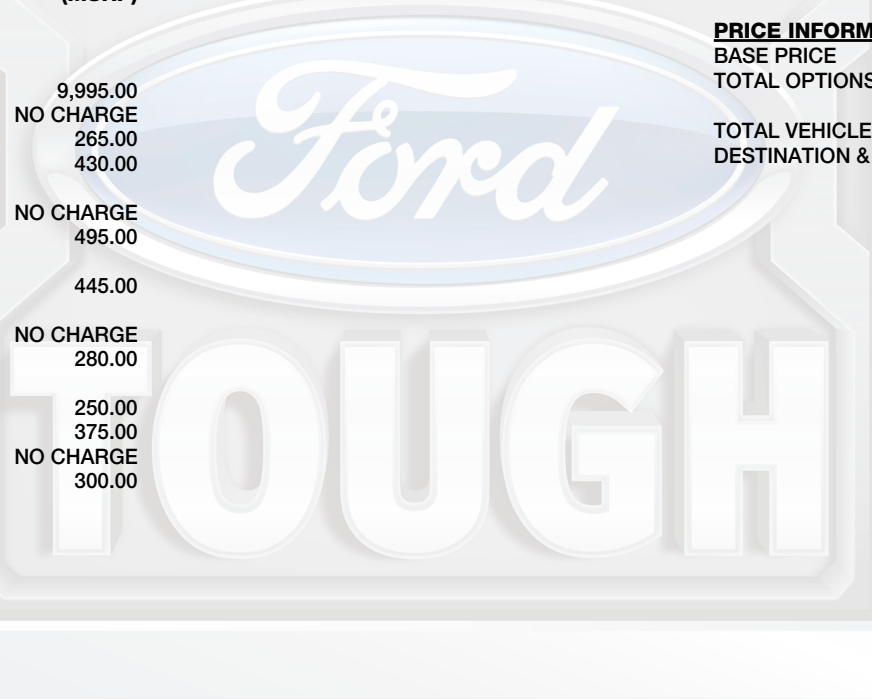 9,995.00
NO CHARGE
265.00
430.00
NO CHARGE
495.00
445.00
NO CHARGE
280.00
250.00
375.00
NO CHARGE
300.00
PRICE INFORM
BASE PRICE
TOTAL OPTIONS
TOTAL VEHICLE
DESTINATION &
Ford
TOUGH